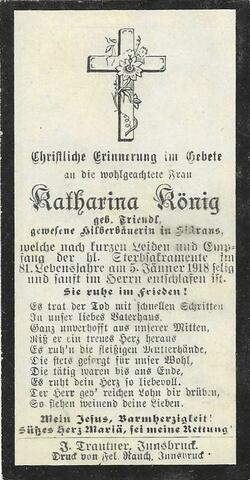 Christliche Erinnerung im Gebete
an die wohlgeachtete Frau
Katharina König
geb. Triendl,
gewesene Hilberbäuerin in Sistrans,
welche nach kurzen Leiden und Emp-
fang der hl. Sterbsakramente im
81. Lebensjahre am 5. Jänner 1918 selig
und sanft im Herrn entschlafen ist.
Sie ruhe im Frieden!
Es trat der Tod mit schnellen Schritten
In unser liebes Vaterhaus,
Ganz unverhofft aus unserer Mitten,
Riß er ein treues Herz heraus
Es ruh'n die fleiß'gen Mutterhände,
Die stets gesorgt für unser Wohl,
Die tätig waren bis ans Ende,
Es ruht dein Herz so liebevoll.
Der Herr geb' reichen Lohn dir drüben,
So flehen weinend deine Lieben.
Mein Jesus, Barmherzigkeit!
Süßes Herz Mariä, sei meine Rettung!
J. Trautner, Innsbruck.
Druck von Fel. Rauch, Innsbruck.